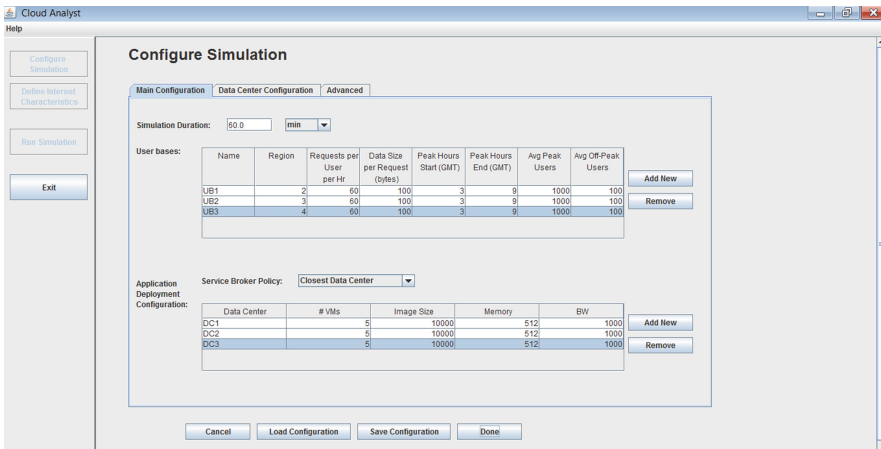 Cloud Analyst
Help
Configure Simulation
Configure
Simulation
Define Internet
Characteristics
Run Simulation
Exit
Main Configuration Data Center Configuration Advanced
Simulation Duration: 60.0 min
User bases:
Name Region Requests per User per Hr Data Size per Request (bytes) Peak Hours Start (GMT) Peak Hours End (GMT) Avg Peak Users Avg Off-Peak Users
UB1 2 60 100 3 9 1000 100
UB2 3 60 100 3 9 1000 100
UB3 4 60 100 3 9 1000 100
Add New
Remove
Application
Deployment
Configuration:
Service Broker Policy: Closest Data Center
Data Center # VMs Image Size Memory BW
DC1 5 10000 512 1000
DC2 5 10000 512 1000
DC3 5 10000 512 1000
Add New
Remove
Cancel Load Configuration Save Configuration Done